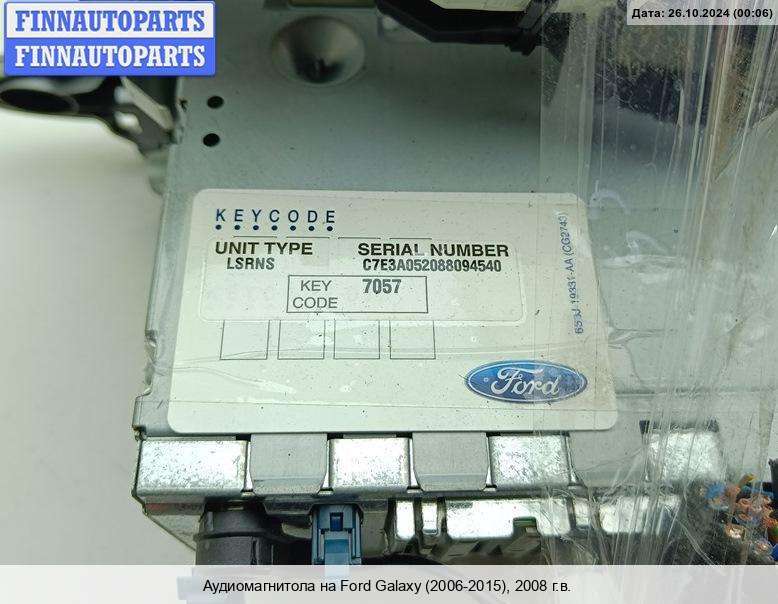 FINNAUTOPARTS
FINNAUTOPARTS
Дата: 26.10.2024 (00:06)
KEYCODE
UNIT TYPE SERIAL NUMBER
LSRNS C7E3A052088094540
KEY CODE 7057
Ford
Аудиомагнитола на Ford Galaxy (2006-2015), 2008 г.в.